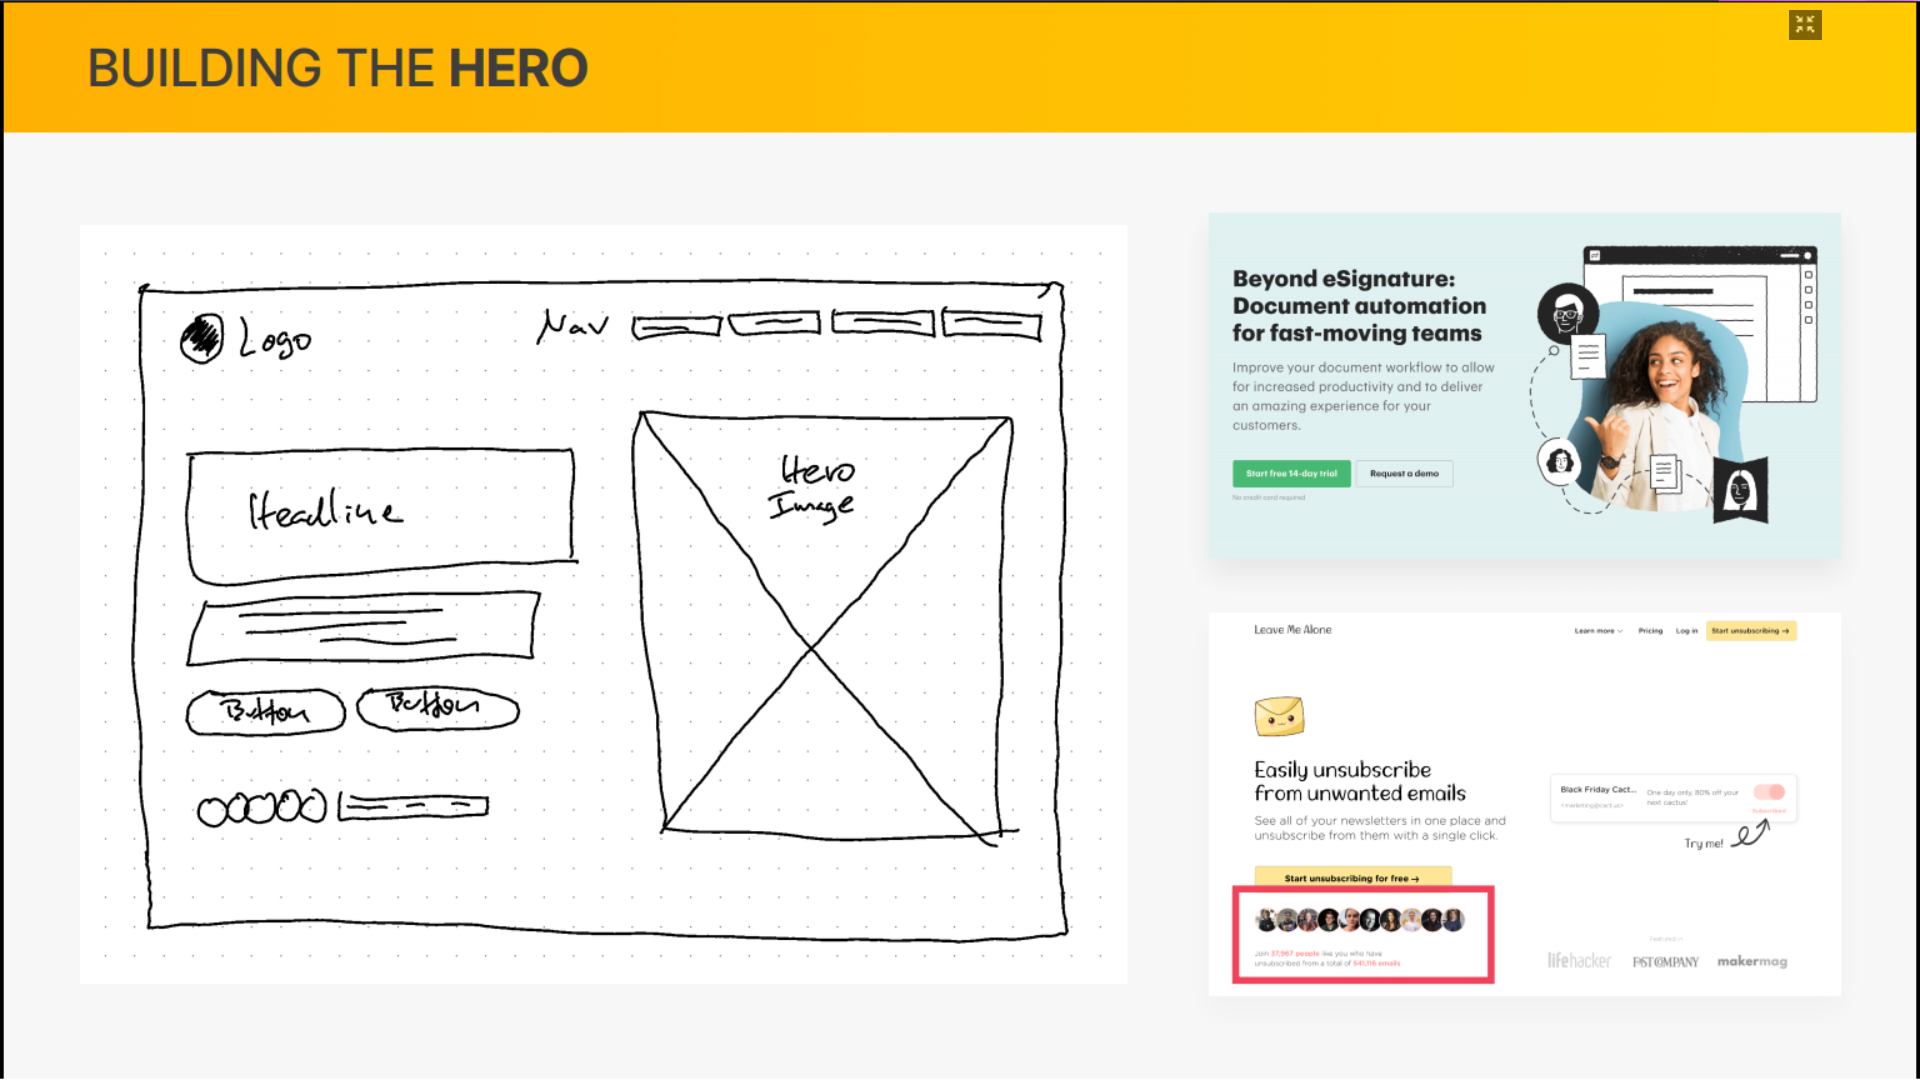 BUILDING THE HERO
Logo
Nav
Headline
Hero
Image
Button
Button
Beyond eSignature:
Document automation
for fast-moving teams
Improve your document workflow to allow
for increased productivity and to deliver
an amazing experience for your
customers.
Start free 14-day trial
Request a demo
No credit card required
Leave Me Alone
Learn more
Pricing
Log in
Start unsubscribing →
Easily unsubscribe
from unwanted emails
See all of your newsletters in one place and
unsubscribe from them with a single click.
Start unsubscribing for free →
Join 37,967 people like you who have
unsubscribed from a total of 541,116 emails
Black Friday Cact...
<marketing@cact.us>
One day only, 80% off your
next cactus!
Subscribed
Try me!
Featured in
lifehacker
FAST COMPANY
makermag